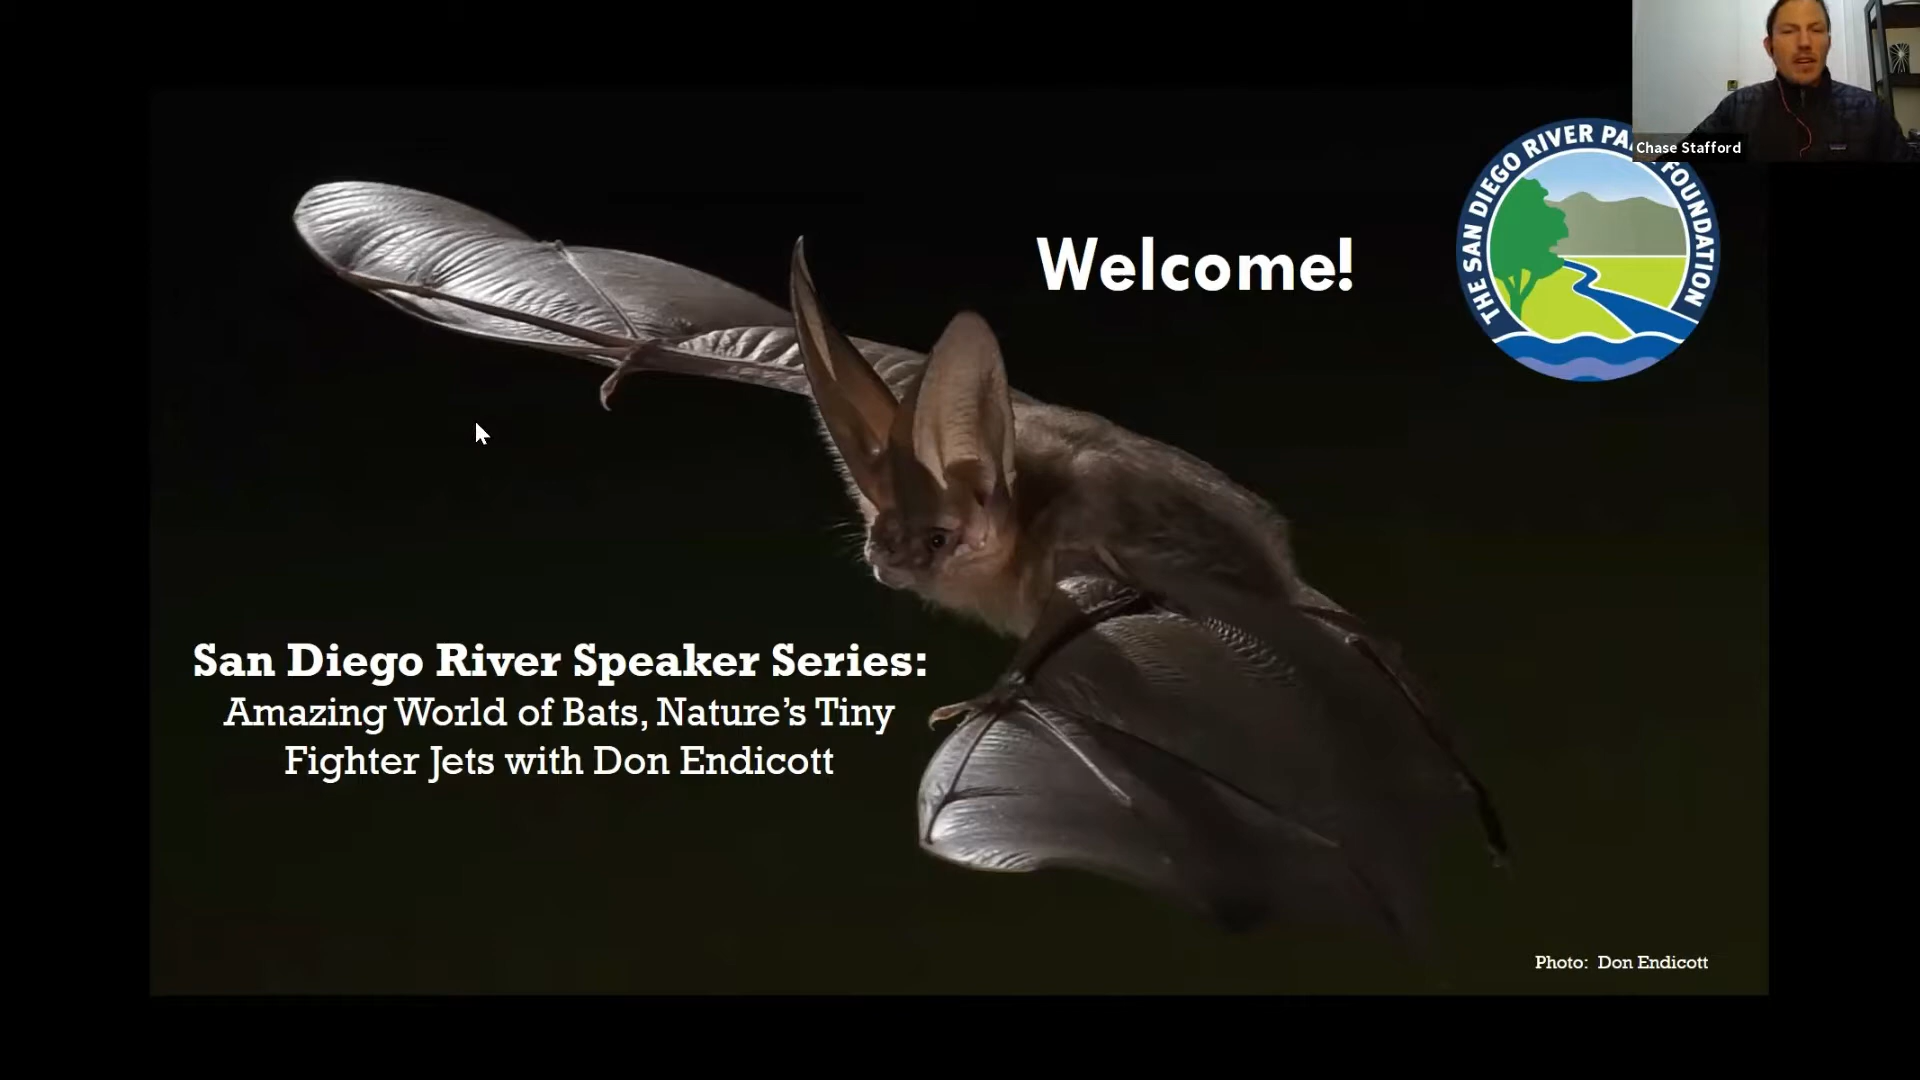 Chase Stafford
THE SAN DIEGO RIVER PA
FOUNDATION
Welcome!
San Diego River Speaker Series:
Amazing World of Bats, Nature’s Tiny
Fighter Jets with Don Endicott
Photo: Don Endicott